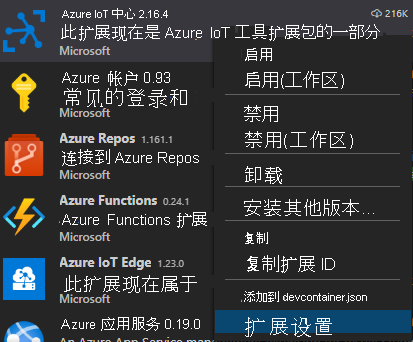 Azure IoT 中心 2.16.4
216K
此扩展现在是 Azure IoT 工具扩展包的一部分
Microsoft
Azure 帐户 0.93
常见的登录和
Microsoft
Azure Repos 1.161.1
连接到 Azure Repos
Microsoft
Azure Functions 0.24.1
Azure Functions 扩展
Microsoft
Azure IoT Edge 1.23.0
此扩展现在属于
Microsoft
Azure 应用服务 0.19.0
An Azure App Service man
启用
启用(工作区)
禁用
禁用(工作区)
卸载
安装其他版本...
复制
复制扩展 ID
.添加到 devcontainer.json
扩展设置